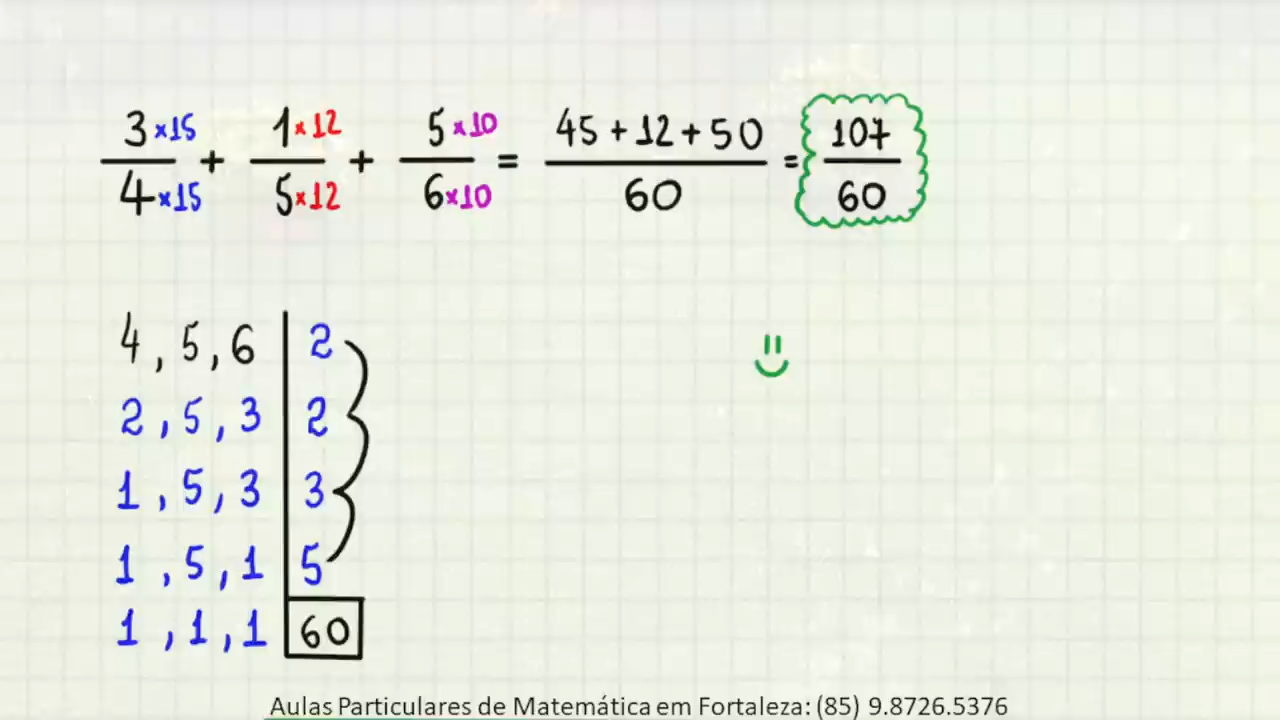 3×15/4×15 + 1×12/5×12 + 5×10/6×10 = 45+12+50/60 = 107/60
4, 5, 6 | 2
2, 5, 3 | 2
1, 5, 3 | 3
1, 5, 1 | 5
1, 1, 1 | 60
Aulas Particulares de Matemática em Fortaleza: (85) 9.8726.5376